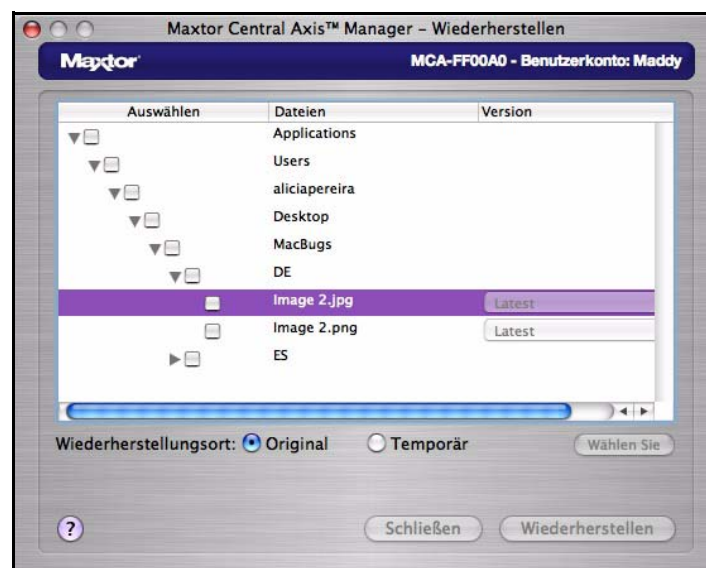 Maxtor Central Axis™ Manager – Wiederherstellen
Maxtor MCA-FF00A0 - Benutzerkonto: Maddy
Auswählen Dateien Version
Applications
Users
aliciapereira
Desktop
MacBugs
DE
Image 2.jpg Latest
Image 2.png Latest
ES
Wiederherstellungsort: Original Temporär Wählen Sie
? Schließen Wiederherstellen